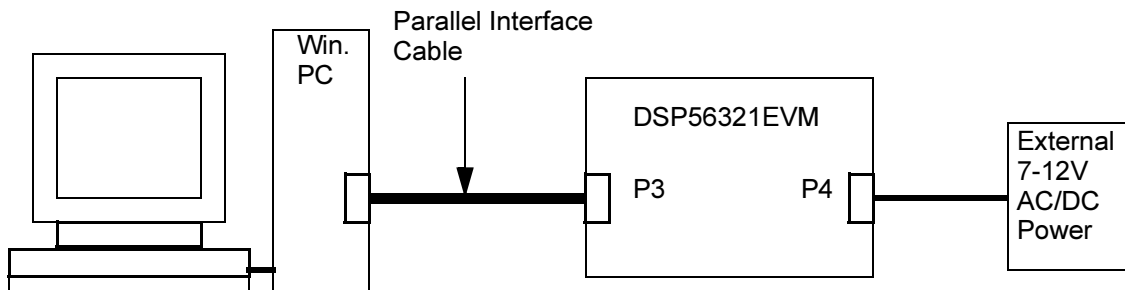 Parallel Interface
Cable
Win.
PC
DSP56321EVM
P3
P4
External
7-12V
AC/DC
Power